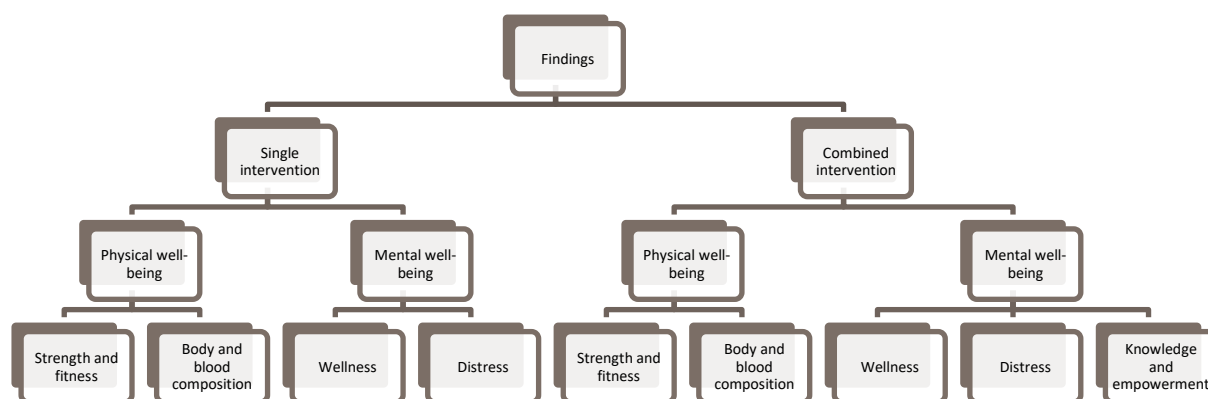 Findings
Single
intervention
Combined
intervention
Physical well-
being
Mental well-
being
Physical well-
being
Mental well-
being
Strength and
fitness
Body and
blood
composition
Wellness
Distress
Strength and
fitness
Body and
blood
composition
Wellness
Distress
Knowledge
and
empowerment